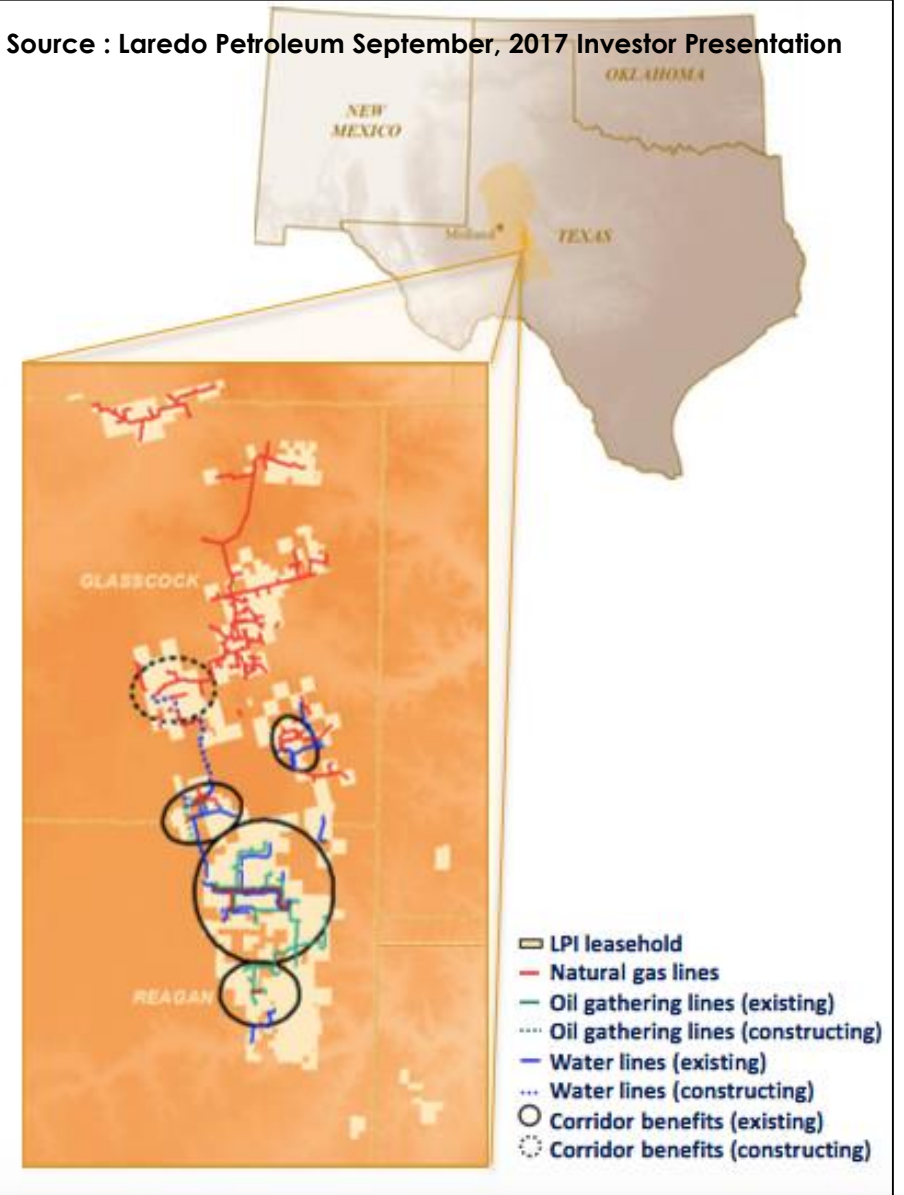 Source : Laredo Petroleum September, 2017 Investor Presentation
OKLAHOMA
NEW
MEXICO
Midland
TEXAS
GLASSCOCK
REAGAN
LPI leasehold
Natural gas lines
Oil gathering lines (existing)
Oil gathering lines (constructing)
Water lines (existing)
Water lines (constructing)
Corridor benefits (existing)
Corridor benefits (constructing)